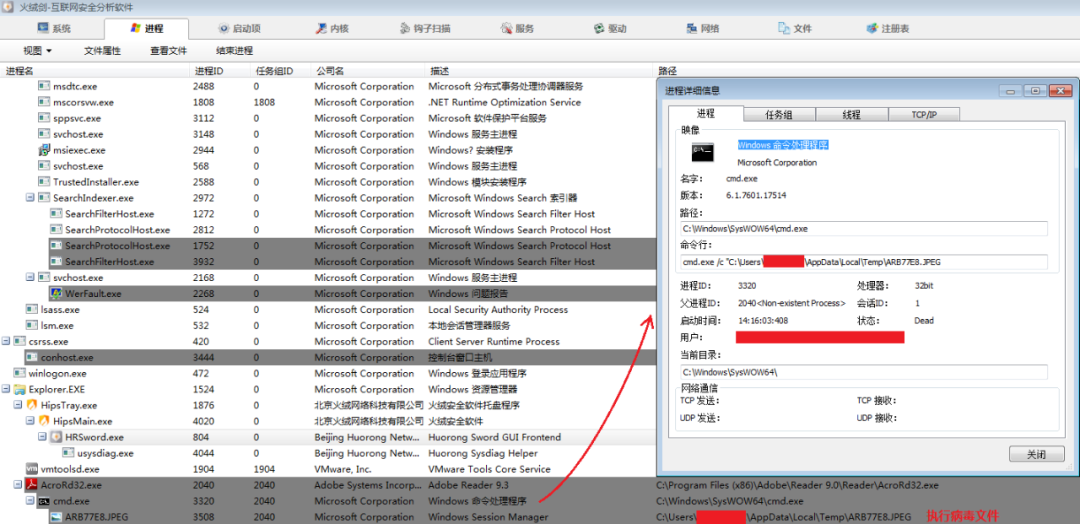 火绒剑-互联网安全分析软件
系统 进程 启动项 内核 钩子扫描 服务 驱动 网络 文件 注册表
视图 文件属性 查看文件 结束进程
进程名 进程ID 任务组ID 公司名 描述 路径
msdtc.exe 2488 0 Microsoft Corporation Microsoft 分布式事务处理协调器服务
mscorsvw.exe 1808 1808 Microsoft Corporation .NET Runtime Optimization Service
sppsvc.exe 3112 0 Microsoft Corporation Microsoft 软件保护平台服务
svchost.exe 3148 0 Microsoft Corporation Windows 服务主进程
msiexec.exe 2944 0 Microsoft Corporation Windows? 安装程序
svchost.exe 568 0 Microsoft Corporation Windows 服务主进程
TrustedInstaller.exe 2588 0 Microsoft Corporation Windows 模块安装程序
SearchIndexer.exe 2972 0 Microsoft Corporation Microsoft Windows Search 索引器
SearchFilterHost.exe 1272 0 Microsoft Corporation Microsoft Windows Search Filter Host
SearchProtocolHost.exe 2812 0 Microsoft Corporation Microsoft Windows Search Protocol Host
SearchProtocolHost.exe 1752 0 Microsoft Corporation Microsoft Windows Search Protocol Host
SearchFilterHost.exe 3932 0 Microsoft Corporation Microsoft Windows Search Filter Host
svchost.exe 2168 0 Microsoft Corporation Windows 服务主进程
WerFault.exe 2268 0 Microsoft Corporation Windows 问题报告
lsass.exe 524 0 Microsoft Corporation Local Security Authority Process
lsm.exe 532 0 Microsoft Corporation 本地会话管理器服务
csrss.exe 420 0 Microsoft Corporation Client Server Runtime Process
conhost.exe 3444 0 Microsoft Corporation 控制台窗口主机
winlogon.exe 472 0 Microsoft Corporation Windows 登录应用程序
Explorer.EXE 1524 0 Microsoft Corporation Windows 资源管理器
HipsTray.exe 1876 0 北京火绒网络科技有限公司 火绒安全软件托盘程序
HipsMain.exe 4020 0 北京火绒网络科技有限公司 火绒安全软件
HRSword.exe 804 0 Beijing Huorong Netw... Huorong Sword GUI Frontend
usysdiag.exe 4044 0 Beijing Huorong Netw... Huorong Sysdiag Helper
vmtoolsd.exe 1904 1904 VMware, Inc. VMware Tools Core Service
AcroRd32.exe 2040 2040 Adobe Systems Incorp... Adobe Reader 9.3 C:\Program Files (x86)\Adobe\Reader 9.0\Reader\AcroRd32.exe
cmd.exe 3320 2040 Microsoft Corporation Windows 命令处理程序 C:\Windows\SysWOW64\cmd.exe
ARB77E8.JPEG 3508 2040 Microsoft Corporation Windows Session Manager C:\Users\ \AppData\Local\Temp\ARB77E8.JPEG 执行病毒文件
进程详细信息
进程 任务组 线程 TCP/IP
映像
Windows 命令处理程序
Microsoft Corporation
名字: cmd.exe
版本: 6.1.7601.17514
路径:
C:\Windows\SysWOW64\cmd.exe
命令行:
cmd.exe /c "C:\Users\ \AppData\Local\Temp\ARB77E8.JPEG
进程ID: 3320 处理器: 32bit
父进程ID: 2040<Non-existent Process> 会话ID: 1
启动时间: 14:16:03:408 状态: Dead
用户:
当前目录:
C:\Windows\SysWOW64\
网络通信
TCP 发送: TCP 接收:
UDP 发送: UDP 接收:
关闭